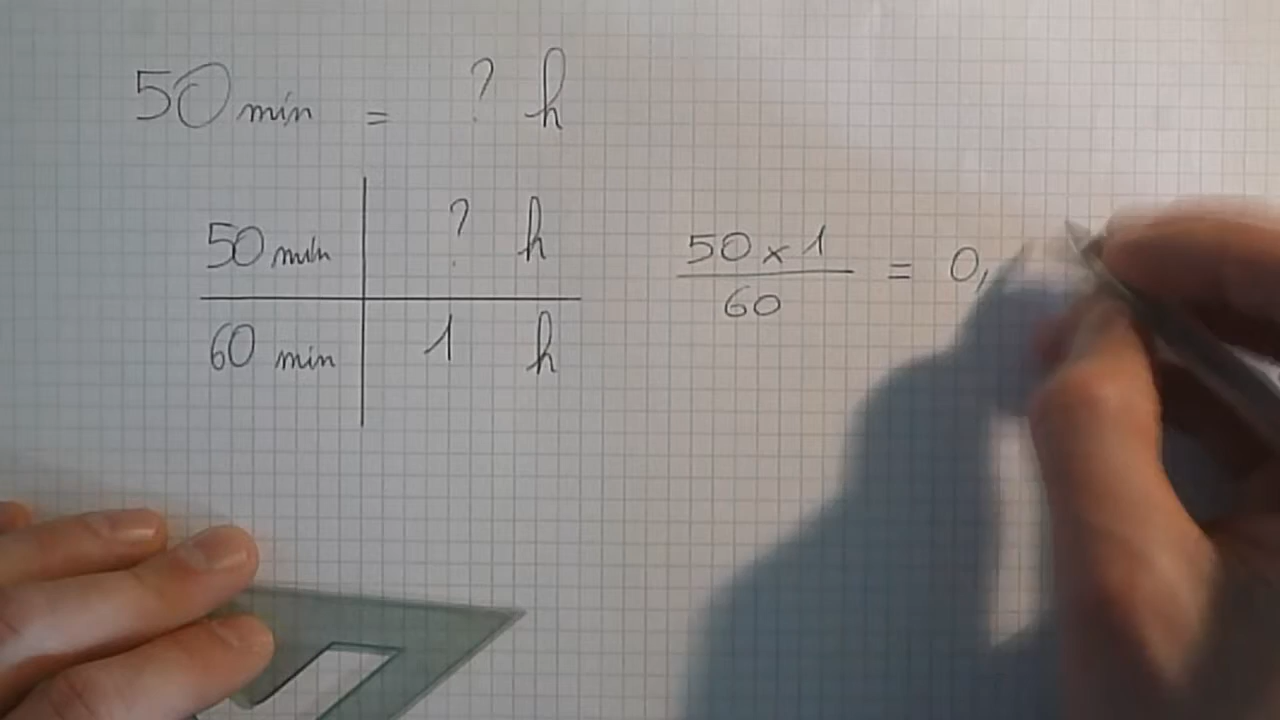 50 min = ? h
50 min ? h
60 min 1 h
50 x 1
60
= 0,